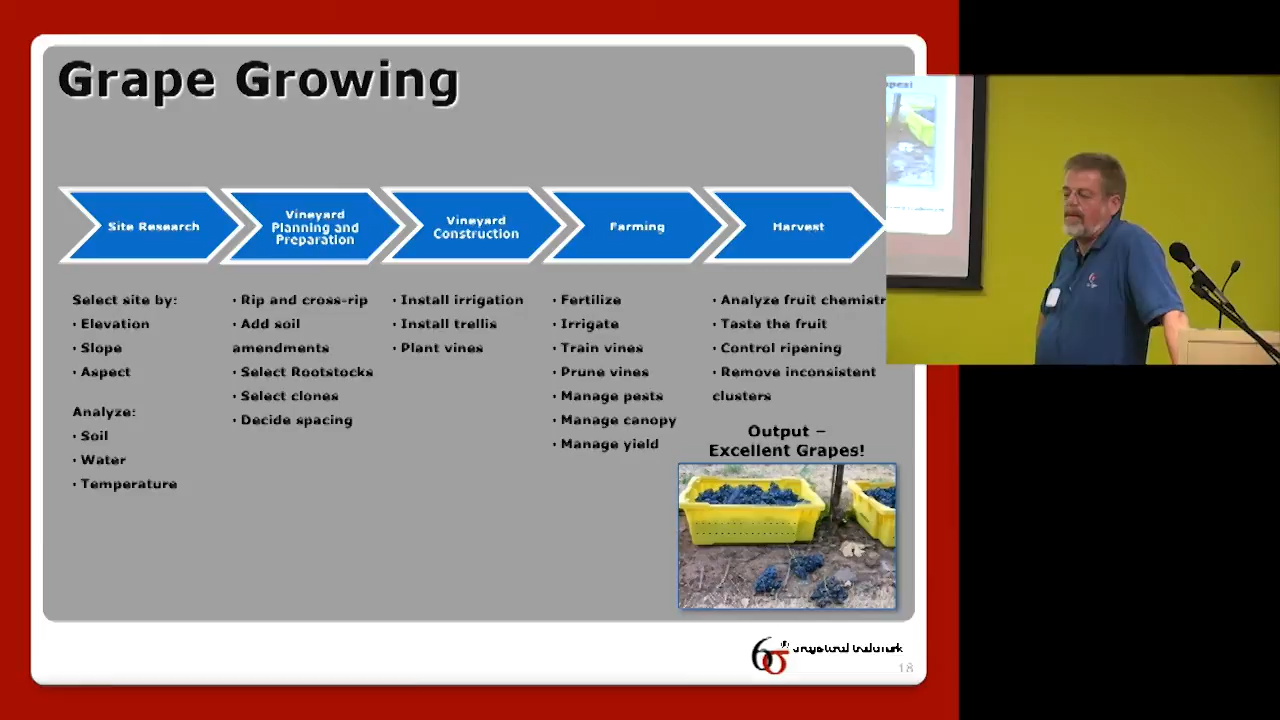 Grape Growing
Site Research
Vineyard
Planning and
Preparation
Vineyard
Construction
Farming
Harvest
Select site by:
· Elevation
· Slope
· Aspect
Analyze:
· Soil
· Water
· Temperature
· Rip and cross-rip
· Add soil
amendments
· Select Rootstocks
· Select clones
· Decide spacing
· Install irrigation
· Install trellis
· Plant vines
· Fertilize
· Irrigate
· Train vines
· Prune vines
· Manage pests
· Manage canopy
· Manage yield
· Analyze fruit chemistr
· Taste the fruit
· Control ripening
· Remove inconsistent
clusters
Output –
Excellent Grapes!
6σ
18